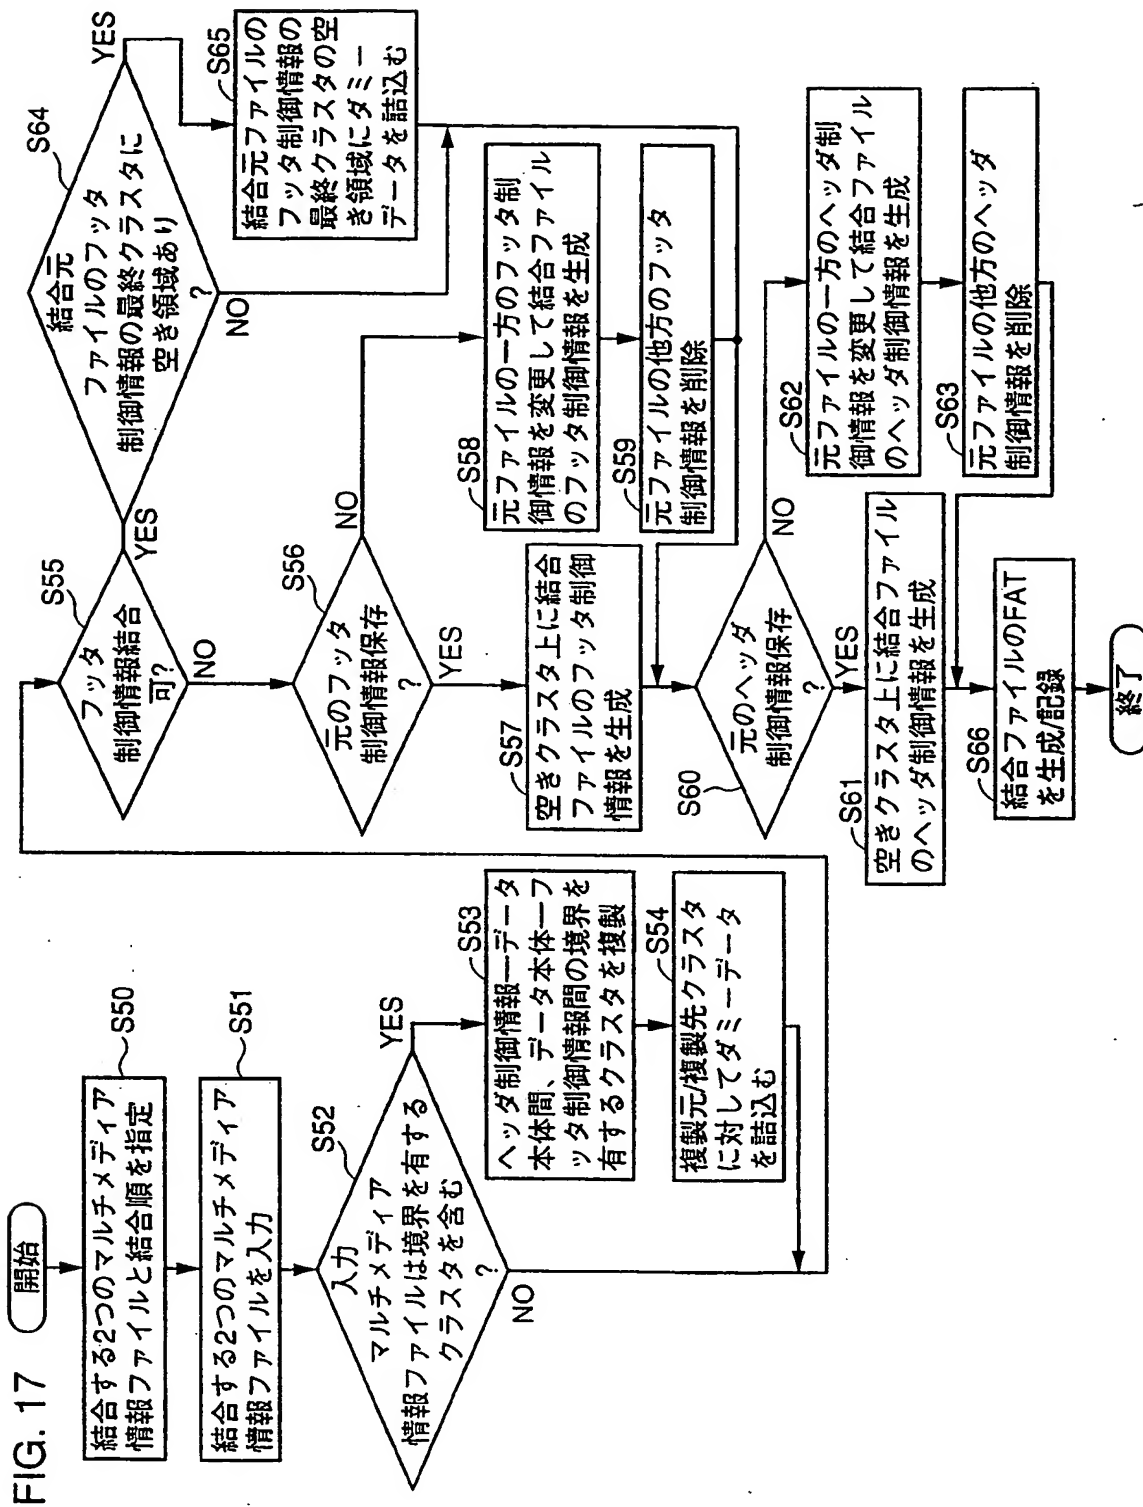 FIG. 17
開始
S50
結合する2つのマルチメディア
情報ファイルと結合順を指定
S51
結合する2つのマルチメディア
情報ファイルを入力
S52
入力
マルチメディア
情報ファイルは境界を有する
クラスタを含む
?
YES
NO
S53
ヘッダ制御情報ーデータ
本体間、データ本体ーフ
ッタ制御情報間の境界を
有するクラスタを複製
S54
複製元/複製先クラスタ
に対してダミーデータ
を詰込む
S55
フッタ
制御情報結合
可?
YES
NO
S64
結合元
ファイルのフッタ
制御情報の最終クラスタに
空き領域あり
?
YES
NO
S65
結合元ファイルの
フッタ制御情報の
最終クラスタの空
き領域にダミー
データを詰込む
S56
元のフッタ
制御情報保存
?
NO
YES
S57
空きクラスタ上に結合
ファイルのフッタ制御
情報を生成
S58
元ファイルの一方のフッタ制
御情報を変更して結合ファイル
のフッタ制御情報を生成
S59
元ファイルの他方のフッタ
制御情報を削除
S60
元のヘッダ
制御情報保存
?
NO
YES
S61
空きクラスタ上に結合ファイル
のヘッダ制御情報を生成
S62
元ファイルの一方のヘッダ制
御情報を変更して結合ファイル
のヘッダ制御情報を生成
S63
元ファイルの他方のヘッダ
制御情報を削除
S66
結合ファイルのFAT
を生成/記録
終了